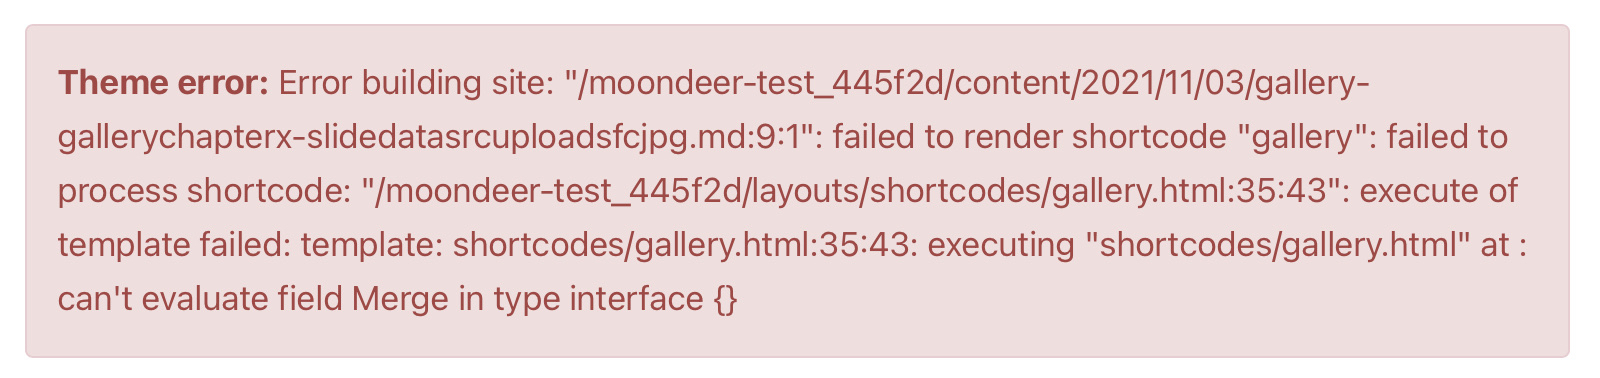 Theme error: Error building site: "/moondeer-test_445f2d/content/2021/11/03/gallery-
gallerychapterx-slidedatasrcuploadsfcjpg.md:9:1": failed to render shortcode "gallery": failed to
process shortcode: "/moondeer-test_445f2d/layouts/shortcodes/gallery.html:35:43": execute of
template failed: template: shortcodes/gallery.html:35:43: executing "shortcodes/gallery.html" at :
can't evaluate field Merge in type interface {}